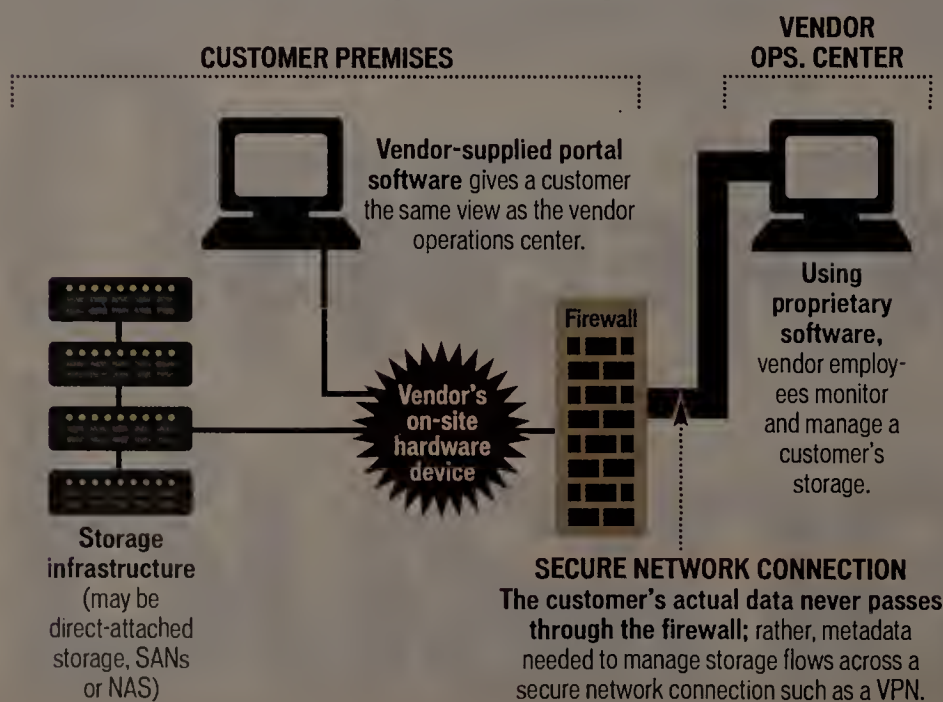 CUSTOMER PREMISES
VENDOR
OPS. CENTER
Vendor-supplied portal
software gives a customer
the same view as the vendor
operations center.
Using
proprietary
software,
vendor employ-
ees monitor
and manage a
customer's
storage.
Firewall
Vendor's
on-site
hardware
device
Storage
infrastructure
(may be
direct-attached
storage, SANs
or NAS)
SECURE NETWORK CONNECTION
The customer's actual data never passes
through the firewall; rather, metadata
needed to manage storage flows across a
secure network connection such as a VPN.